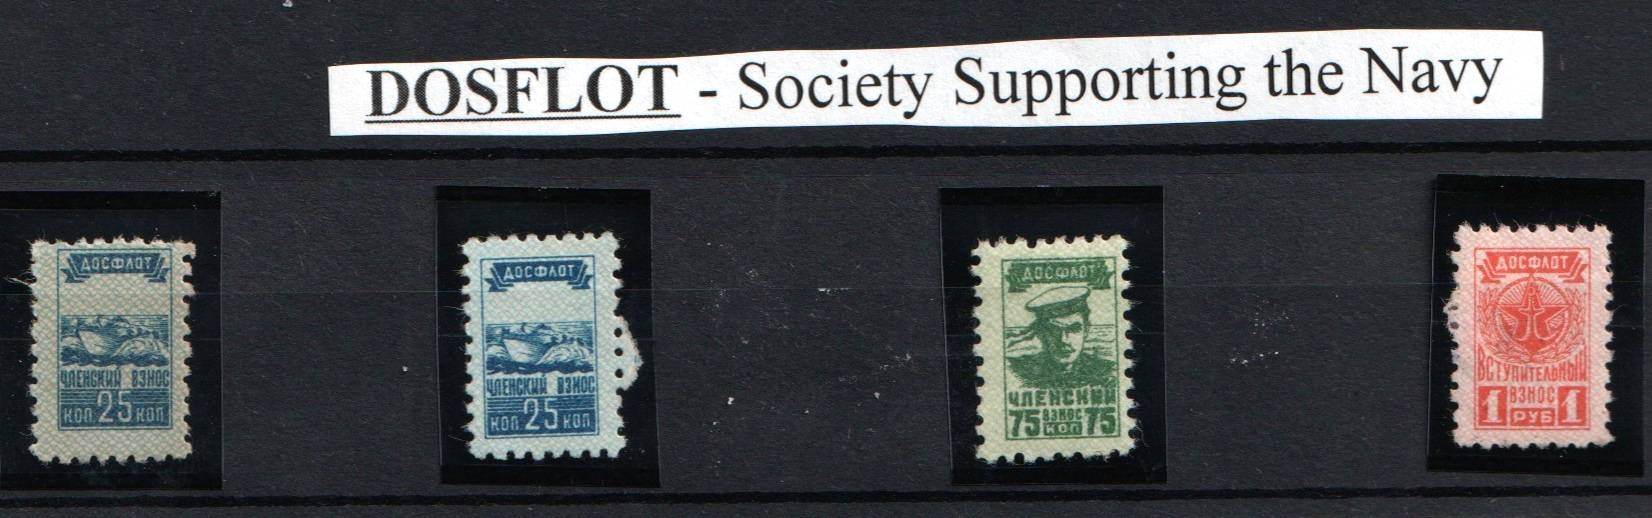 DOSFLOT - Society Supporting the Navy
ДОСФЛОТ
ЧЛЕНСКИЙ ВЗНОС
КОП 25 КОП
ДОСФЛОТ
ЧЛЕНСКИЙ ВЗНОС
КОП 25 КОП
ДОСФЛОТ
ЧЛЕНСКИЙ
75 ВЗНОС КОП 75
ДОСФЛОТ
ВСТУПИТЕЛЬНЫЙ
ВЗНОС
1 РУБ 1